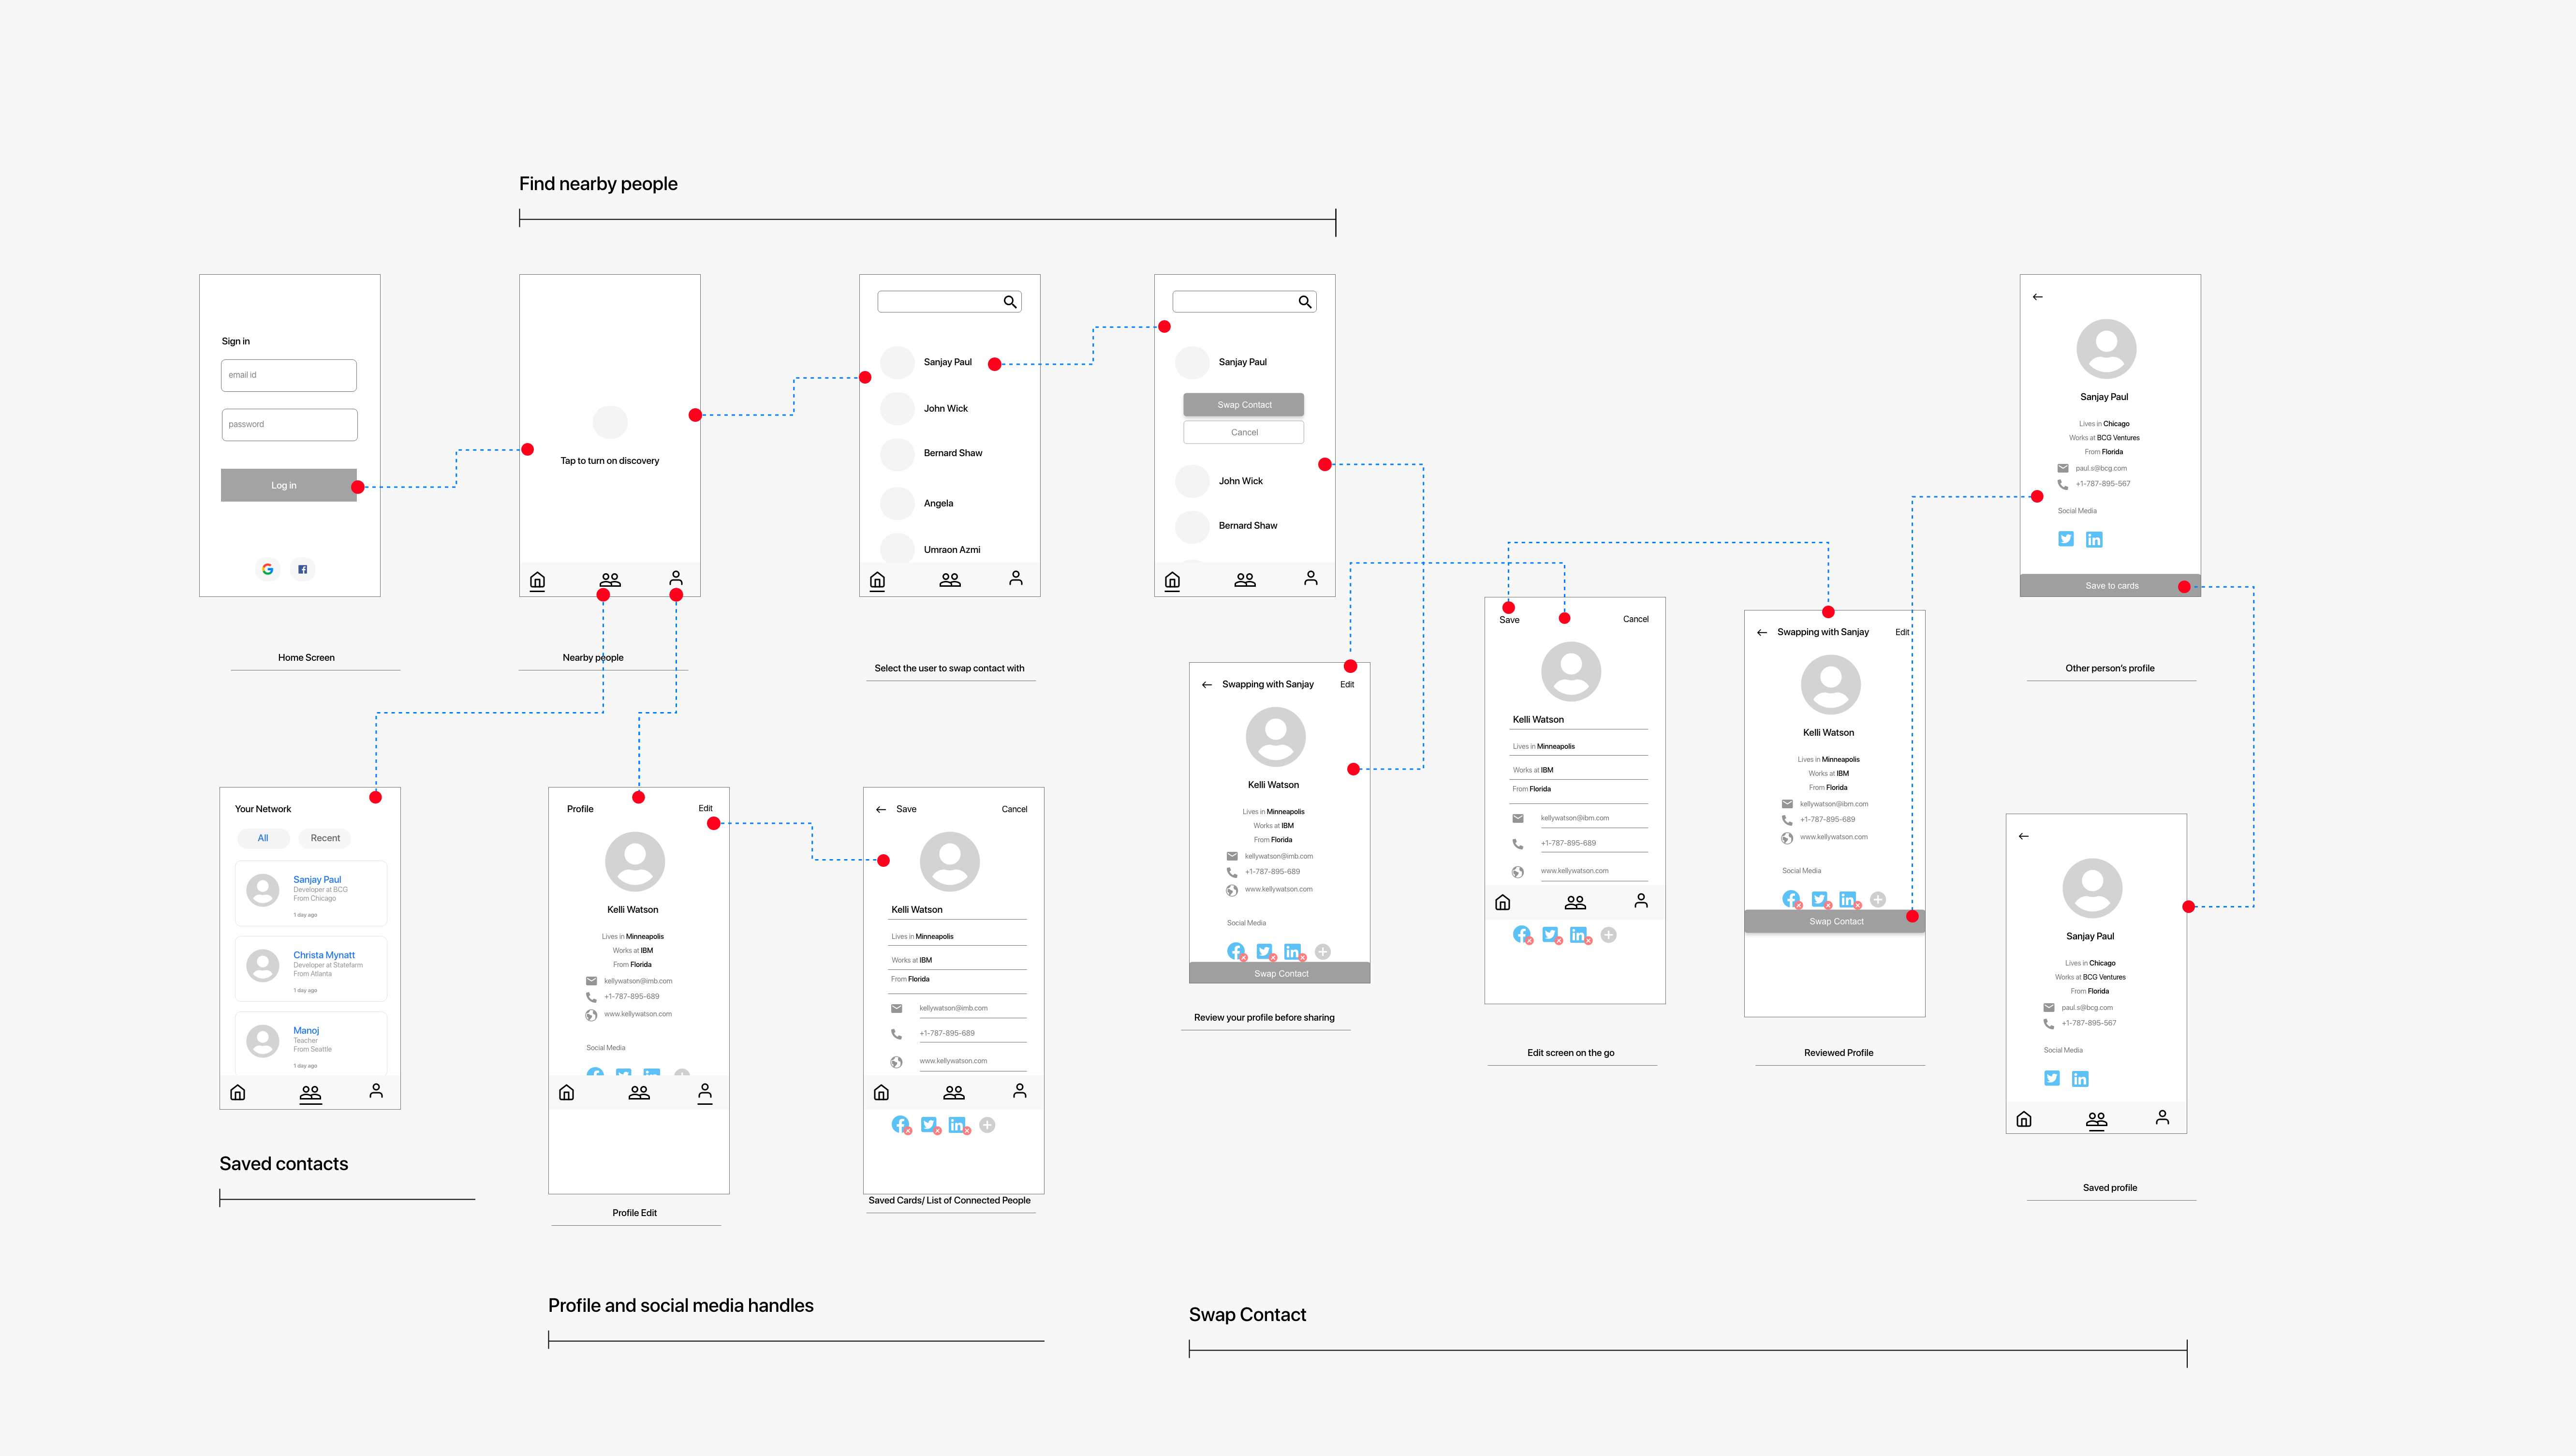 Find nearby people
Sign in
email id
password
Log in
Home Screen
Tap to turn on discovery
Nearby people
Sanjay Paul
John Wick
Bernard Shaw
Angela
Umraon Azmi
Select the user to swap contact with
Sanjay Paul
Swap Contact
Cancel
John Wick
Bernard Shaw
Sanjay Paul
Lives in Chicago
Works at BCG Ventures
From Florida
paul.s@bcg.com
+1-787-895-567
Social Media
Save to cards
Other person's profile
Your Network
All Recent
Sanjay Paul
Developer at BCG
From Chicago
1 day ago
Christa Mynatt
Developer at Statefarm
From Atlanta
1 day ago
Manoj
Teacher
From Seattle
1 day ago
Saved contacts
Profile Edit
Kelli Watson
Lives in Minneapolis
Works at IBM
From Florida
kellywatson@imb.com
+1-787-895-689
www.kellywatson.com
Social Media
Profile Edit
Save Cancel
Kelli Watson
Lives in Minneapolis
Works at IBM
From Florida
kellywatson@imb.com
+1-787-895-689
www.kellywatson.com
Saved Cards/ List of Connected People
Profile and social media handles
Swapping with Sanjay Edit
Kelli Watson
Lives in Minneapolis
Works at IBM
From Florida
kellywatson@imb.com
+1-787-895-689
www.kellywatson.com
Social Media
Swap Contact
Review your profile before sharing
Save Cancel
Kelli Watson
Lives in Minneapolis
Works at IBM
From Florida
kellywatson@ibm.com
+1-787-895-689
www.kellywatson.com
Edit screen on the go
Swapping with Sanjay Edit
Kelli Watson
Lives in Minneapolis
Works at IBM
From Florida
kellywatson@ibm.com
+1-787-895-689
www.kellywatson.com
Social Media
Swap Contact
Reviewed Profile
Sanjay Paul
Lives in Chicago
Works at BCG Ventures
From Florida
paul.s@bcg.com
+1-787-895-567
Social Media
Saved profile
Swap Contact